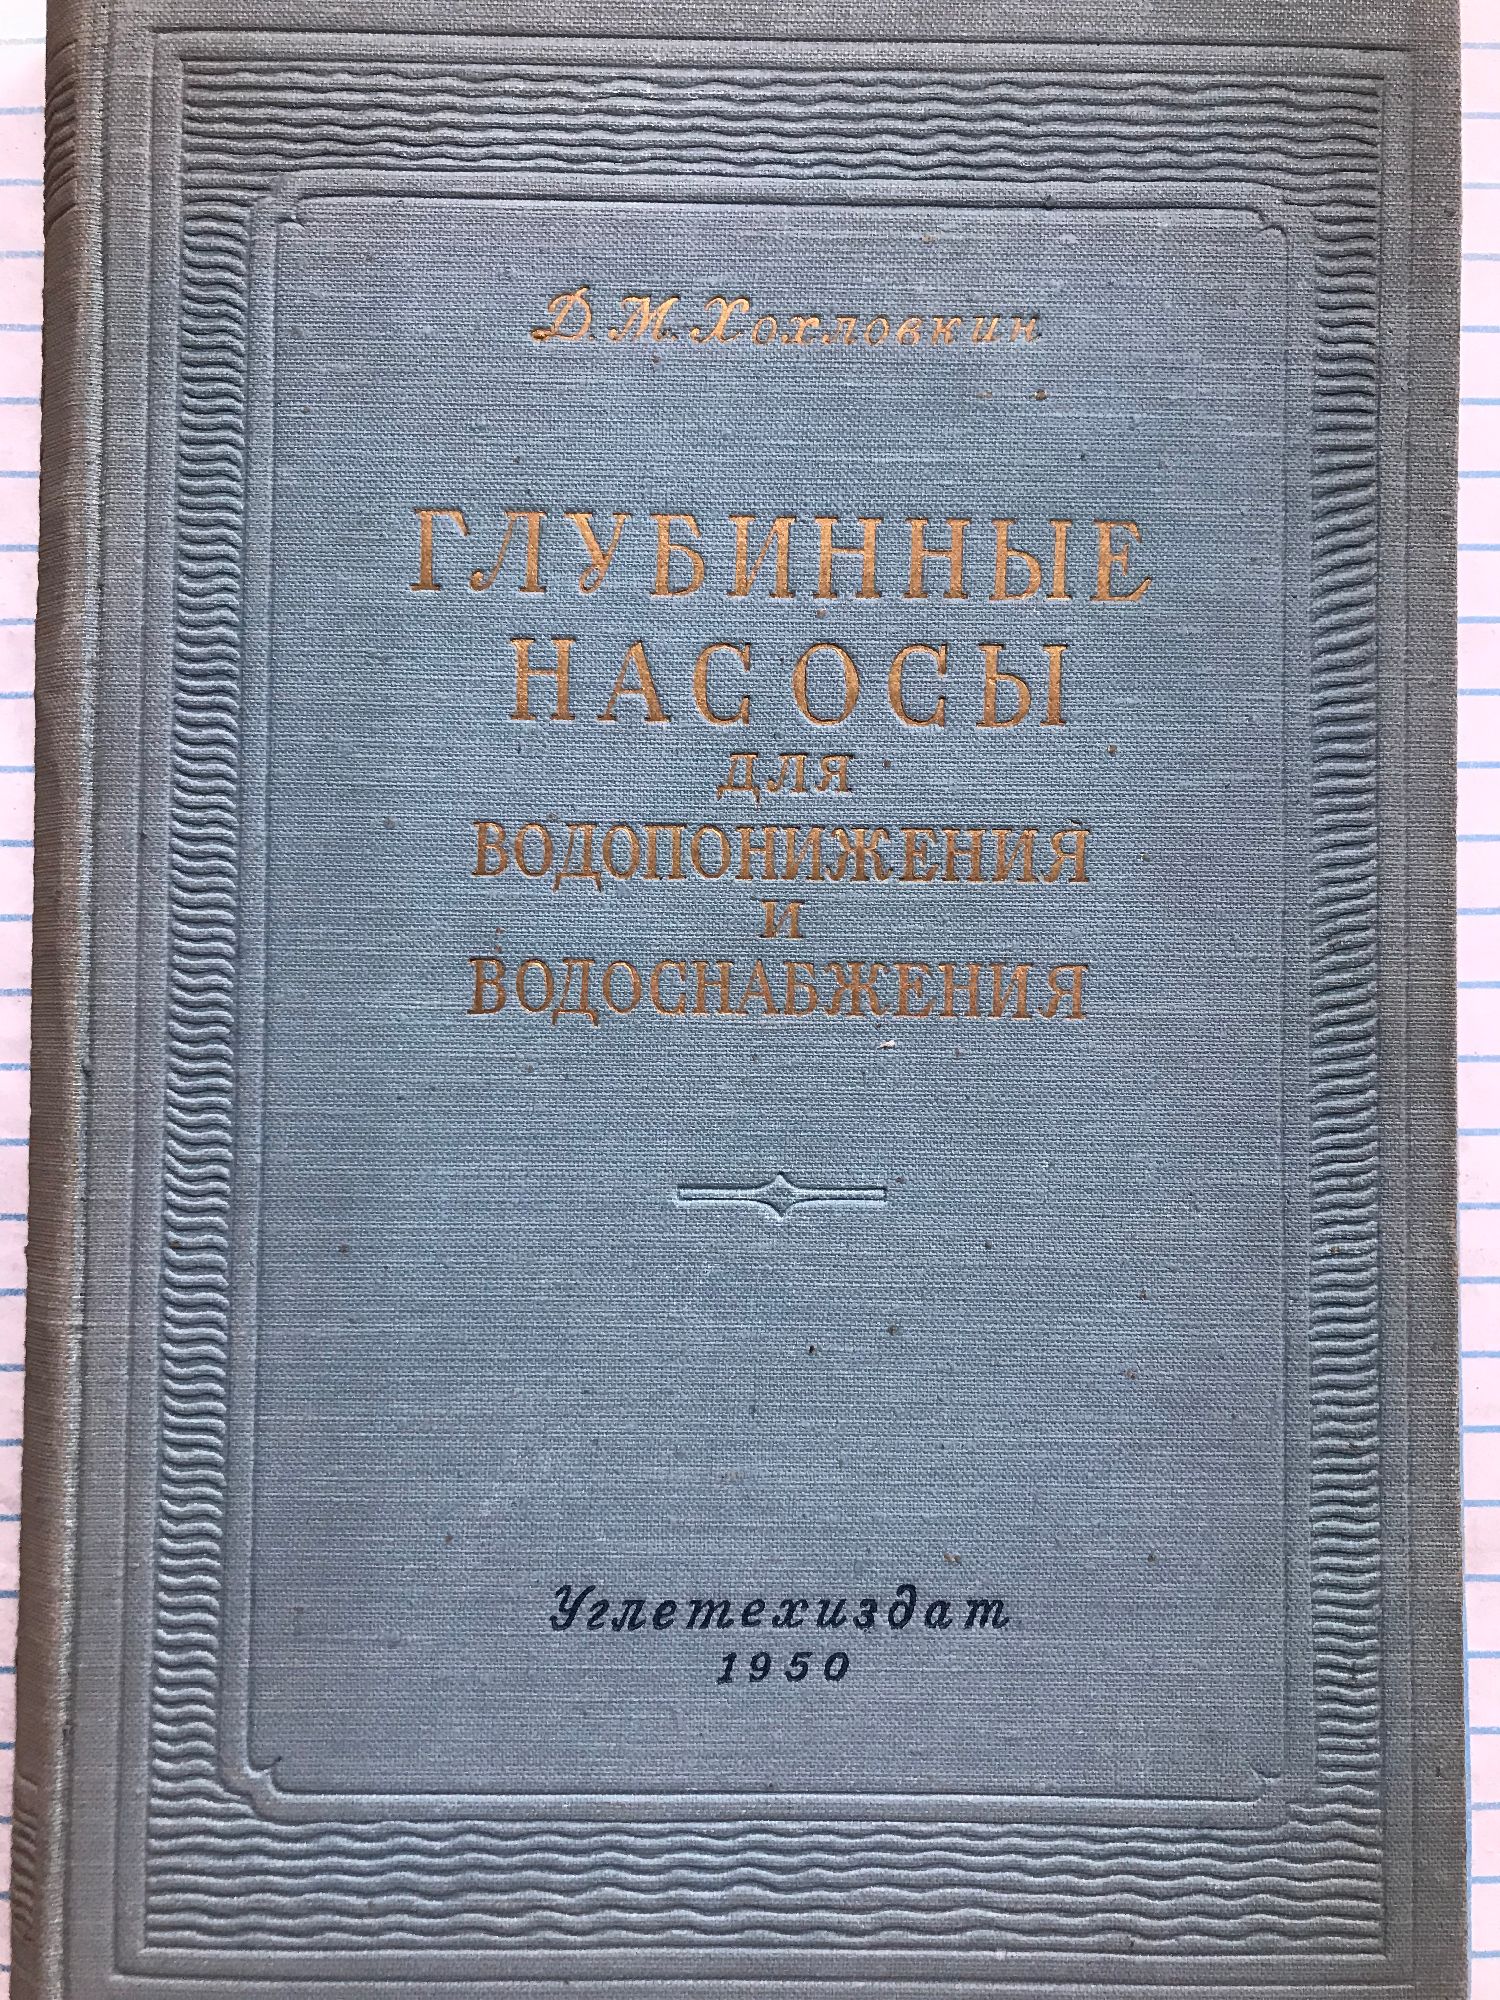 Д. М. Хохловкин
ГЛУБИННЫЕ
НАСОСЫ
ДЛЯ
ВОДОПОНИЖЕНИЯ
И
ВОДОСНАБЖЕНИЯ
Углетехиздат
1950